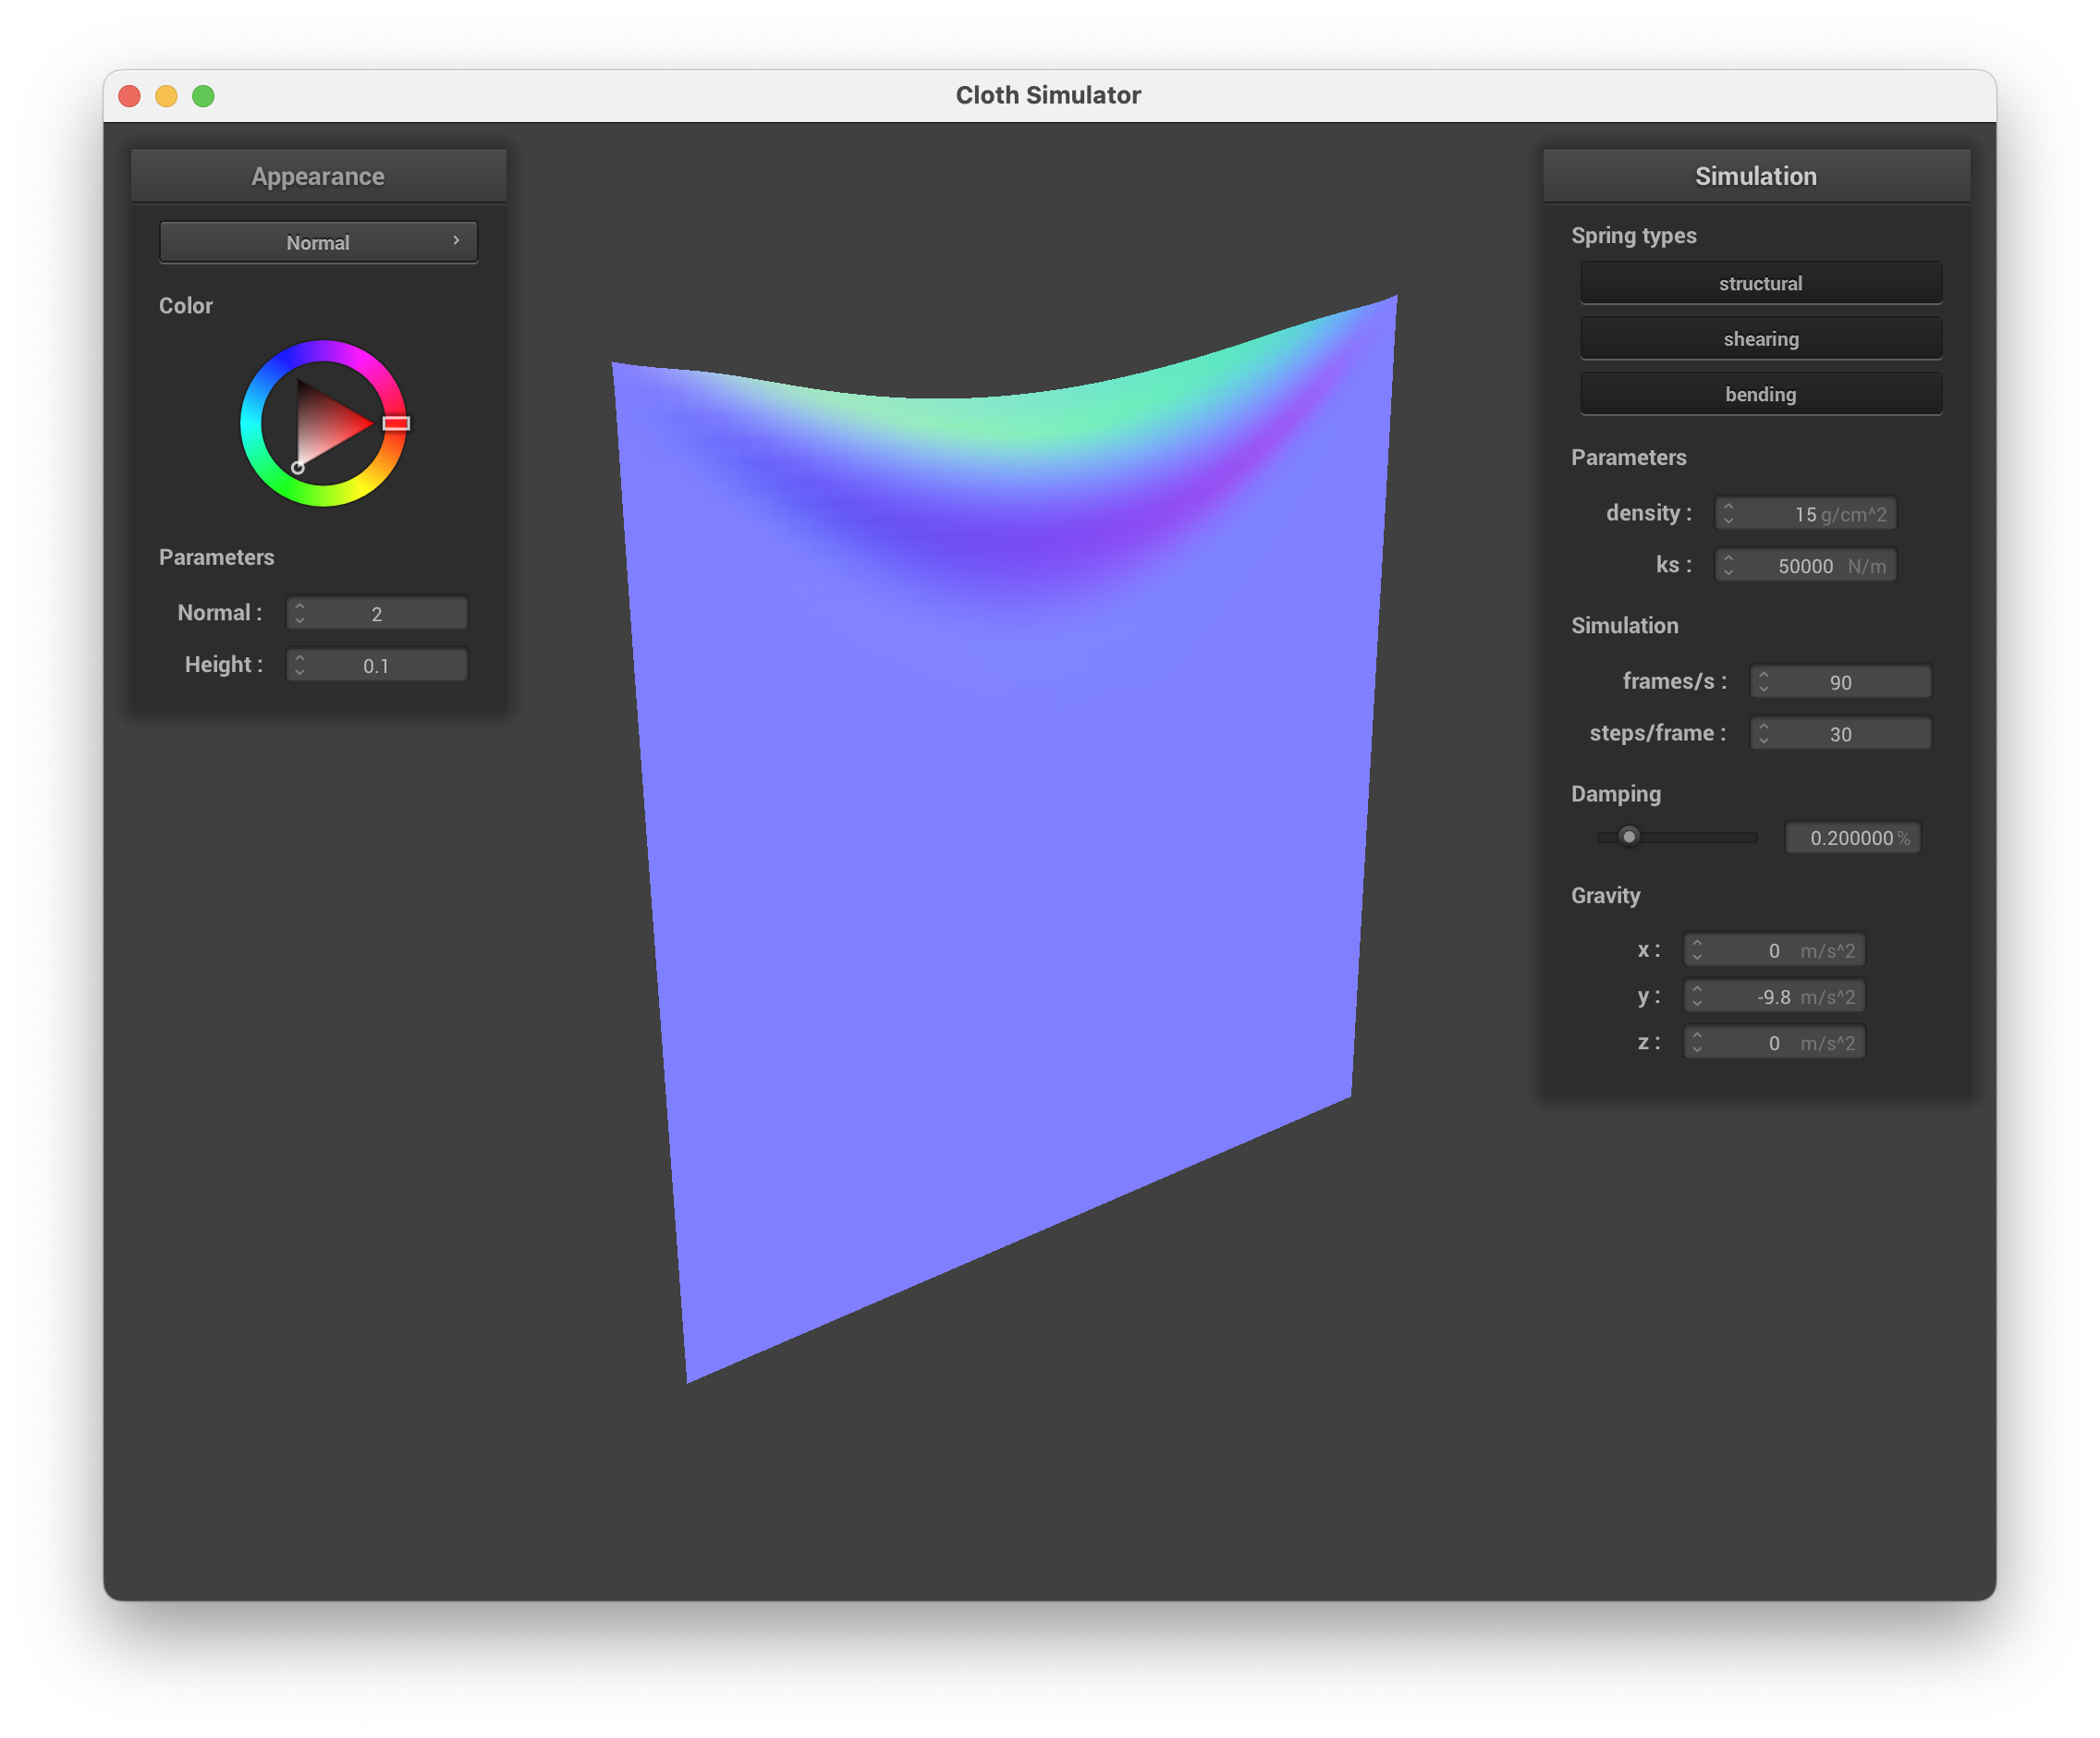 Cloth Simulator
Appearance
Normal
Color
Parameters
Normal : 2
Height : 0.1
Simulation
Spring types
structural
shearing
bending
Parameters
density : 15 g/cm^2
ks : 50000 N/m
Simulation
frames/s : 90
steps/frame : 30
Damping
0.200000 %
Gravity
x : 0 m/s^2
y : -9.8 m/s^2
z : 0 m/s^2